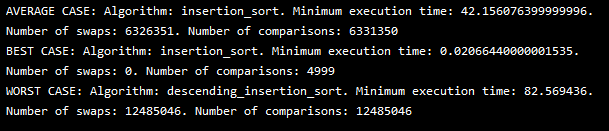 AVERAGE CASE: Algorithm: insertion_sort. Minimum execution time: 42.156076399999996.
Number of swaps: 6326351. Number of comparisons: 6331350
BEST CASE: Algorithm: insertion_sort. Minimum execution time: 0.02066440000001535.
Number of swaps: 0. Number of comparisons: 4999
WORST CASE: Algorithm: descending_insertion_sort. Minimum execution time: 82.569436.
Number of swaps: 12485046. Number of comparisons: 12485046